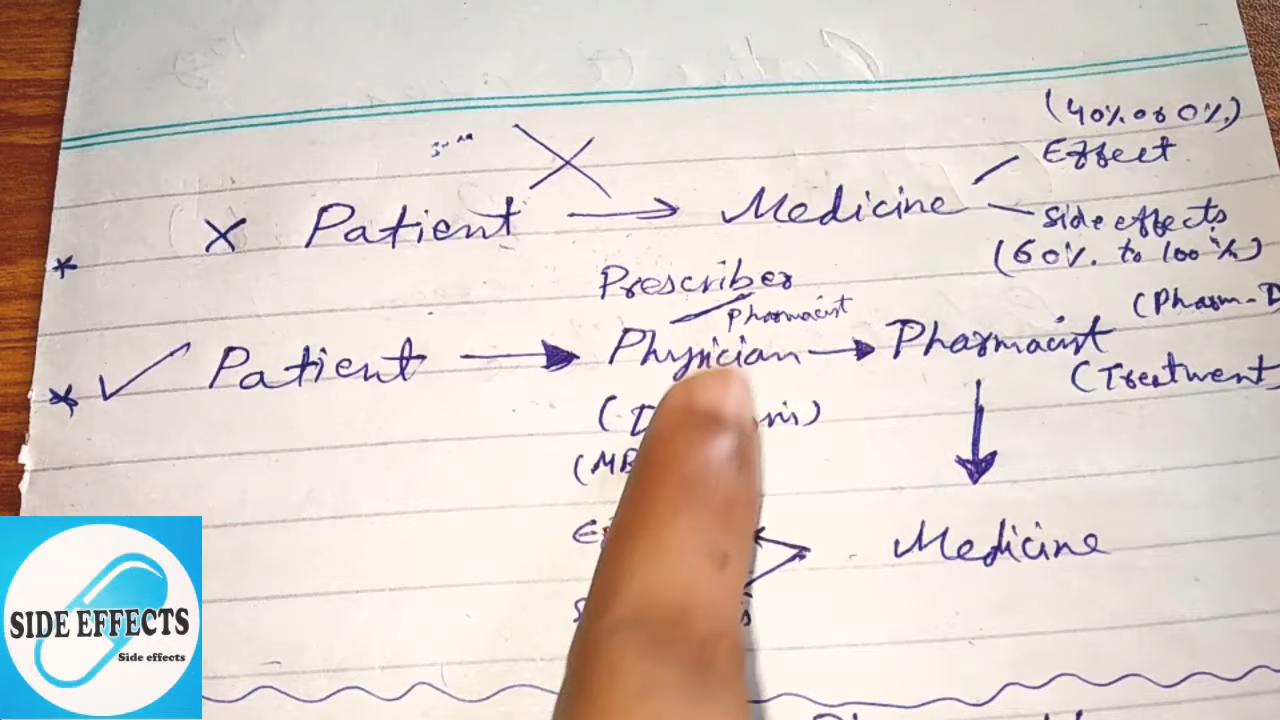 (40% or 0%)
Effect
X Patient → Medicine
Side effects
(60% to 100%)
Prescriber
Pharmacist
(Pharm-D
* ✓ Patient → Physician → Pharmacist
(Treatment
Medicine
SIDE EFFECTS
Side effects